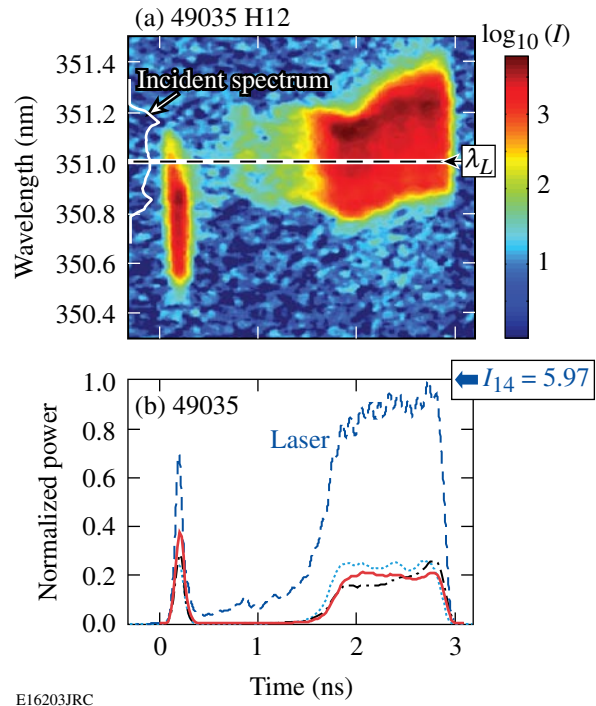 (a) 49035 H12
log10 (I)
Incident spectrum
Wavelength (nm)
351.4
351.2
351.0
350.8
350.6
350.4
λL
3
2
1
(b) 49035
I14 = 5.97
Laser
Normalized power
1.0
0.8
0.6
0.4
0.2
0.0
0 1 2 3
Time (ns)
E16203JRC